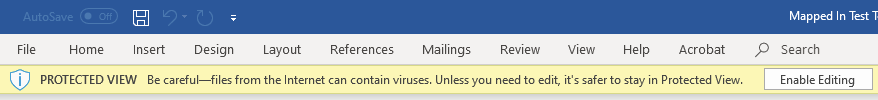 AutoSave Off Mapped In Test T
File Home Insert Design Layout References Mailings Review View Help Acrobat Search
PROTECTED VIEW Be careful—files from the Internet can contain viruses. Unless you need to edit, it's safer to stay in Protected View. Enable Editing